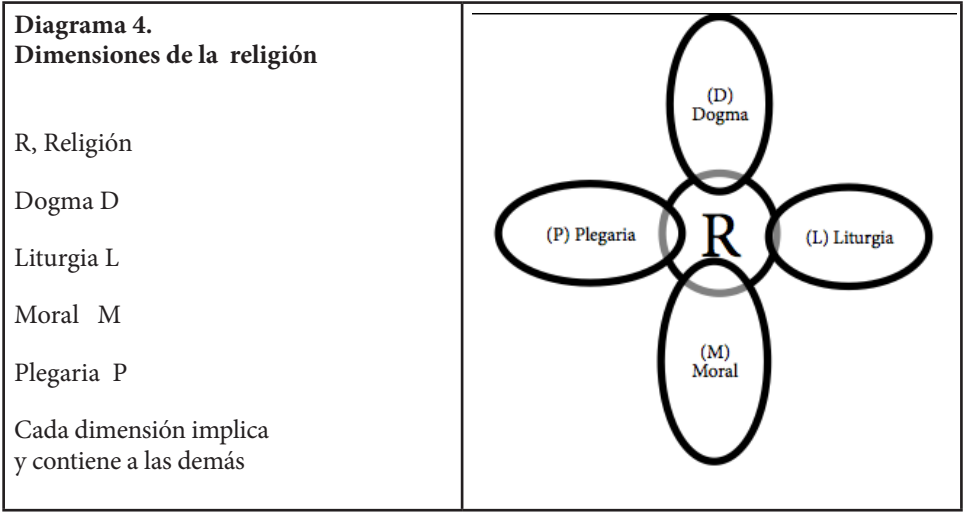 Diagrama 4.
Dimensiones de la religión
R, Religión
Dogma D
Liturgia L
Moral M
Plegaria P
Cada dimensión implica
y contiene a las demás
(D)
Dogma
(P) Plegaria
R
(L) Liturgia
(M)
Moral